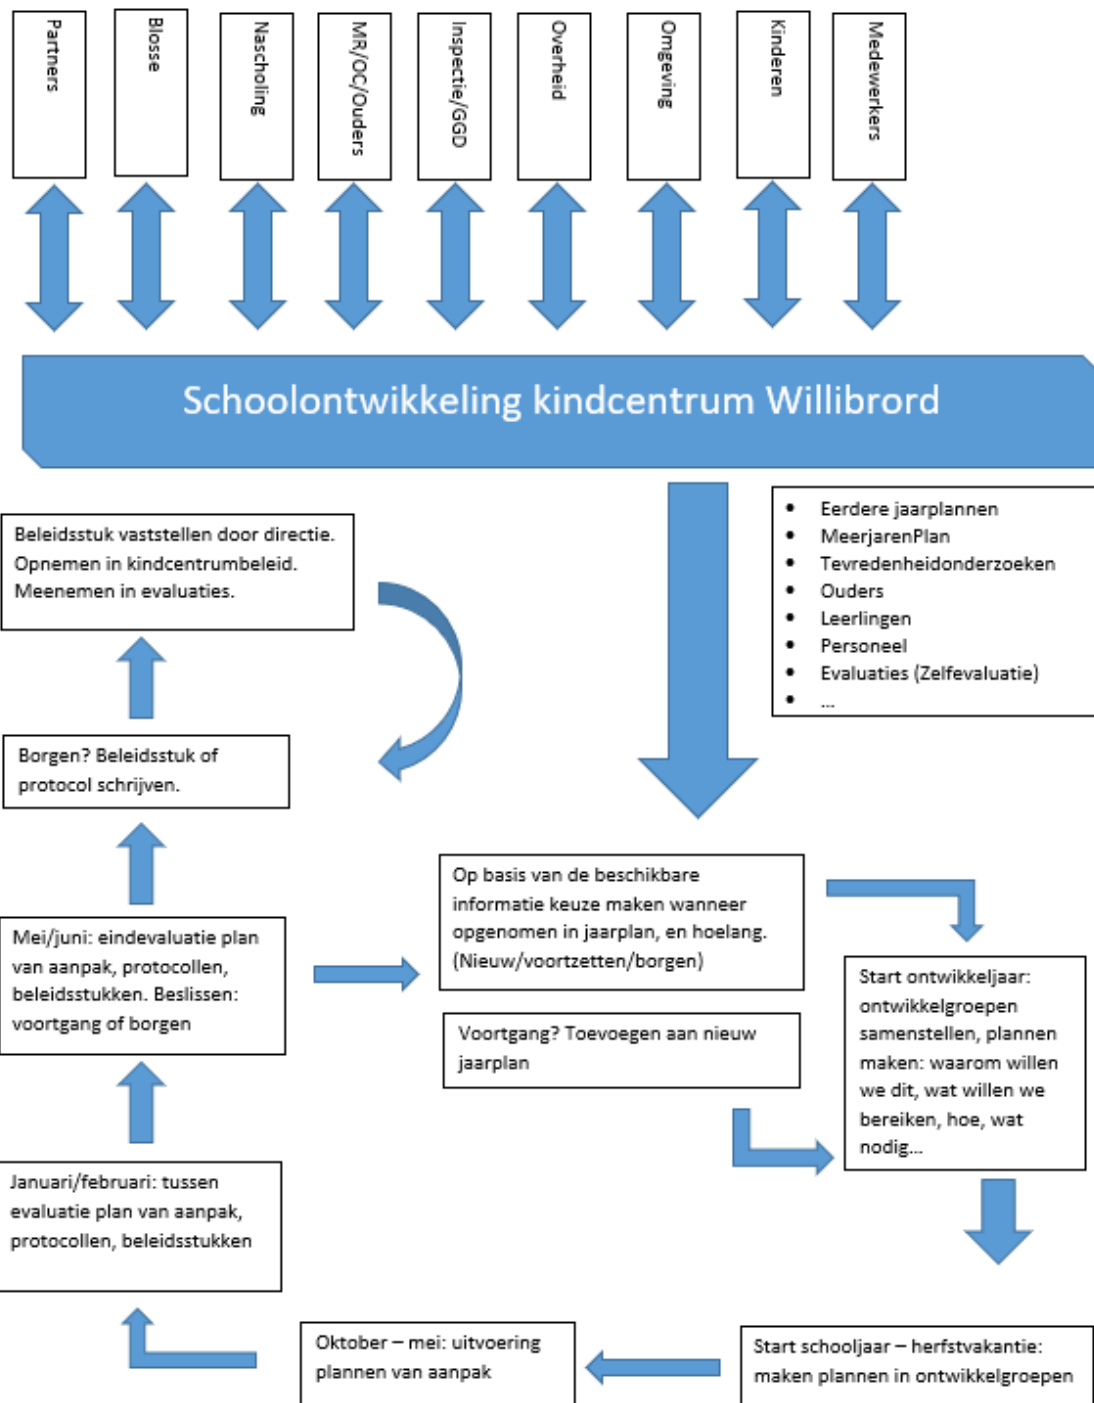 Partners
Blosse
Nascholing
MR/OC/Ouders
Inspectie/GGD
Overheid
Omgeving
Kinderen
Medewerkers
Schoolontwikkeling kindcentrum Willibrord
• Eerdere jaarplannen
• MeerjarenPlan
• Tevredenheidonderzoeken
• Ouders
• Leerlingen
• Personeel
• Evaluaties (Zelfevaluatie)
• ...
Beleidsstuk vaststellen door directie.
Opnemen in kindcentrumbeleid.
Meenemen in evaluaties.
Borgen? Beleidsstuk of
protocol schrijven.
Mei/juni: eindevaluatie plan
van aanpak, protocollen,
beleidsstukken. Beslissen:
voortgang of borgen
Op basis van de beschikbare
informatie keuze maken wanneer
opgenomen in jaarplan, en hoelang.
(Nieuw/voortzetten/borgen)
Voortgang? Toevoegen aan nieuw
jaarplan
Start ontwikkeljaar:
ontwikkelgroepen
samenstellen, plannen
maken: waarom willen
we dit, wat willen we
bereiken, hoe, wat
nodig...
Januari/februari: tussen
evaluatie plan van aanpak,
protocollen, beleidsstukken
Oktober – mei: uitvoering
plannen van aanpak
Start schooljaar – herfstvakantie:
maken plannen in ontwikkelgroepen